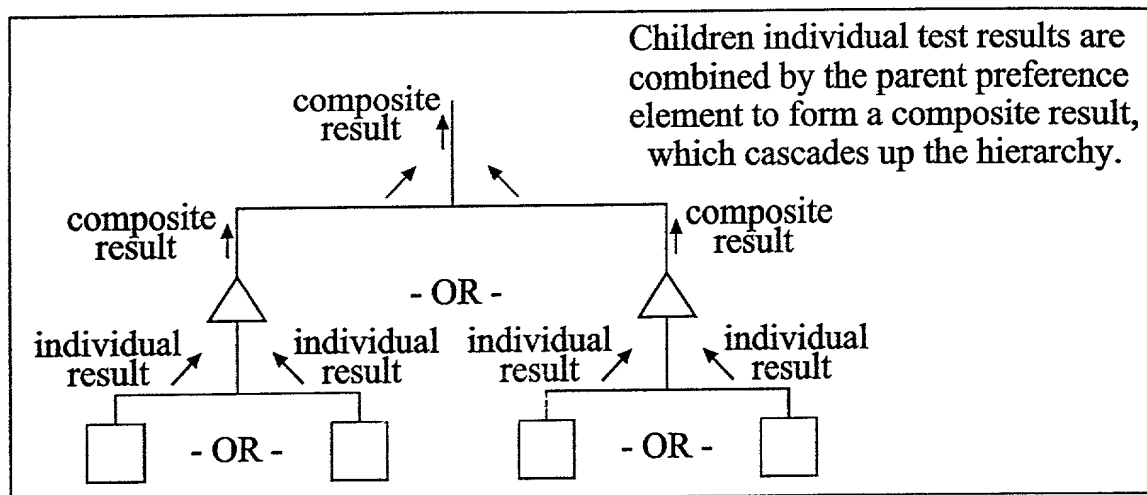 Children individual test results are
combined by the parent preference
element to form a composite result,
which cascades up the hierarchy.
composite
result
composite
result
composite
result
- OR -
individual
result
individual
result
individual
result
individual
result
- OR -
- OR -